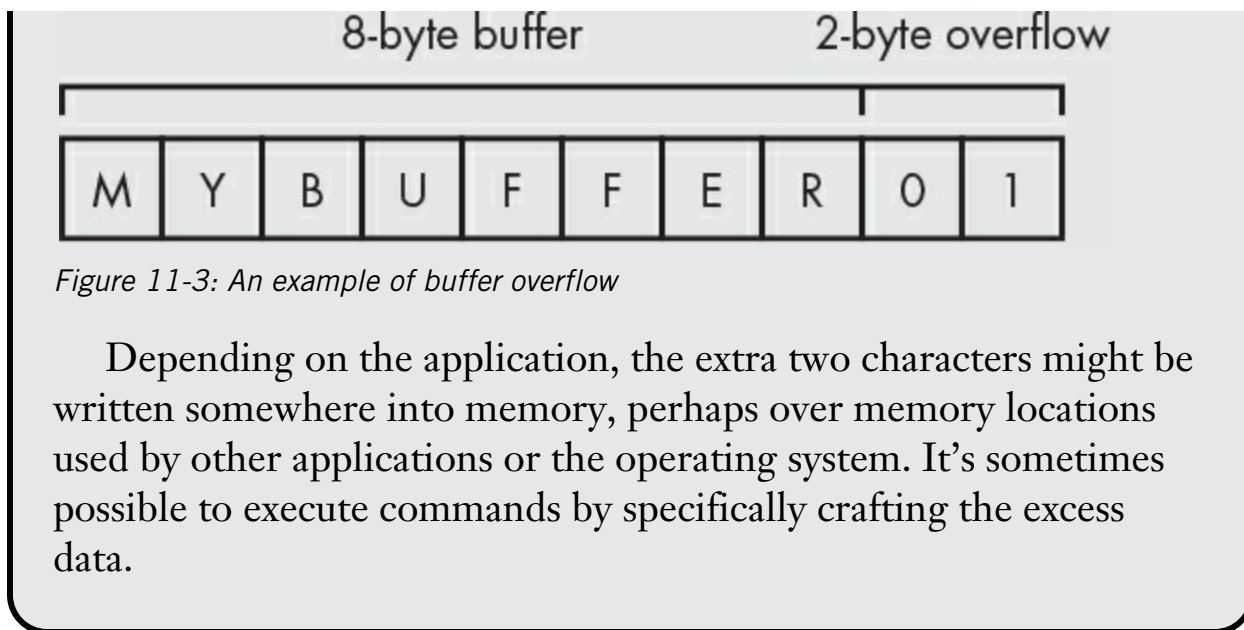 8-byte buffer 2-byte overflow
M Y B U F F E R 0 1
Figure 11-3: An example of buffer overflow
Depending on the application, the extra two characters might be
written somewhere into memory, perhaps over memory locations
used by other applications or the operating system. It's sometimes
possible to execute commands by specifically crafting the excess
data.